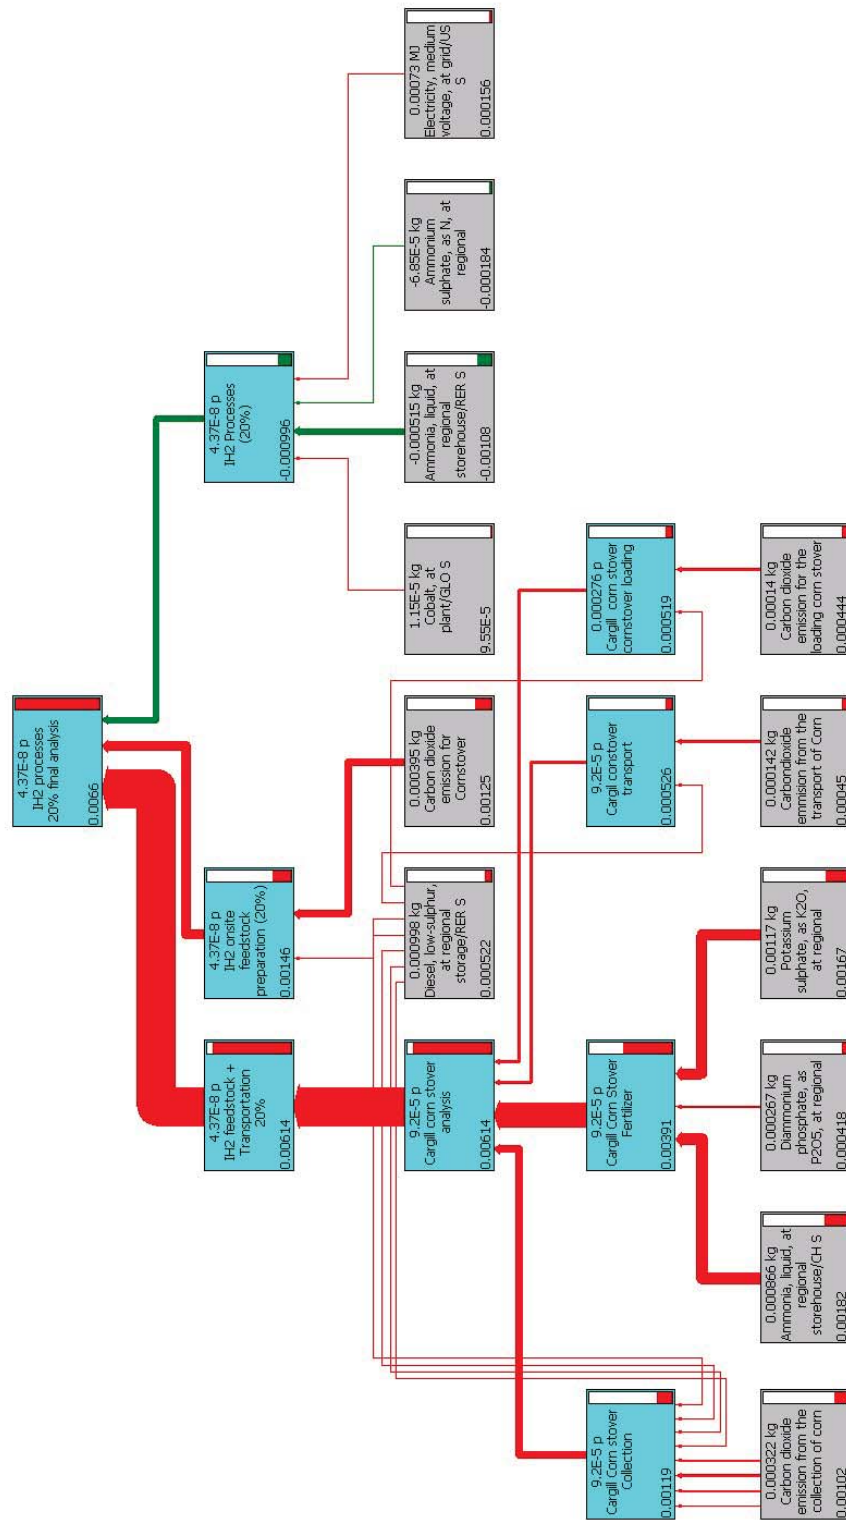 4.37E-8 p
IH2 processes
20% final analysis
0.0066
4.37E-8 p
IH2 feedstock +
Transportation
20%
0.00614
4.37E-8 p
IH2 onsite
feedstock
preparation (20%)
0.00146
4.37E-8 p
IH2 Processes
(20%)
-0.000996
9.2E-5 p
Cargill corn stover
analysis
0.00614
0.000998 kg
Diesel, low-sulphur,
at regional
storage/RER S
0.000522
0.000395 kg
Carbon dioxide
emission for
Cornstover
0.00125
1.15E-5 kg
Cobalt, at
plant/GLO S
9.55E-5
-0.000515 kg
Ammonia, liquid, at
regional
storehouse/RER S
-0.00108
-6.85E-5 kg
Ammonium
sulphate, as N, at
regional
-0.000184
0.00073 MJ
Electricity, medium
voltage, at grid/US
S
0.000156
9.2E-5 p
Cargill Corn stover
Collection
0.00119
9.2E-5 p
Cargill Corn Stover
Fertilizer
0.00391
9.2E-5 p
Cargil cornstover
transport
0.000526
0.000276 p
Cargill corn stover
cornstover loading
0.000519
0.000322 kg
Carbon dioxide
emission from the
collection of corn
0.00102
0.000866 kg
Ammonia, liquid, at
regional
storehouse/CH S
0.00182
0.000267 kg
Diammonium
phosphate, as
P2O5, at regional
0.000418
0.00117 kg
Potassium
sulphate, as K2O,
at regional
0.00167
0.000142 kg
Carbondioxide
emmision from the
transport of Corn
0.00045
0.00014 kg
Carbon dioxide
emission for the
loading corn stover
0.000444